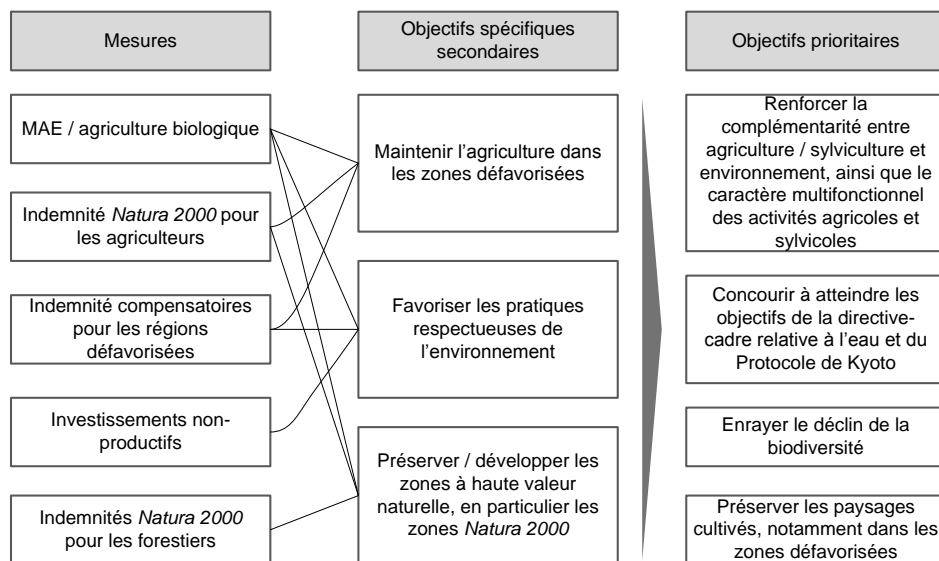 Mesures
MAE / agriculture biologique
Indemnité Natura 2000 pour
les agriculteurs
Indemnité compensatoires
pour les régions
défavorisées
Investissements non-
productifs
Indemnités Natura 2000
pour les forestiers
Objectifs spécifiques
secondaires
Maintenir l’agriculture dans
les zones défavorisées
Favoriser les pratiques
respectueuses de
l’environnement
Préserver / développer les
zones à haute valeur
naturelle, en particulier les
zones Natura 2000
Objectifs prioritaires
Renforcer la
complémentarité entre
agriculture / sylviculture et
environnement, ainsi que le
caractère multifonctionnel
des activités agricoles et
sylvicoles
Concourir à atteindre les
objectifs de la directive-
cadre relative à l’eau et du
Protocole de Kyoto
Enrayer le déclin de la
biodiversité
Préserver les paysages
cultivés, notamment dans les
zones défavorisées